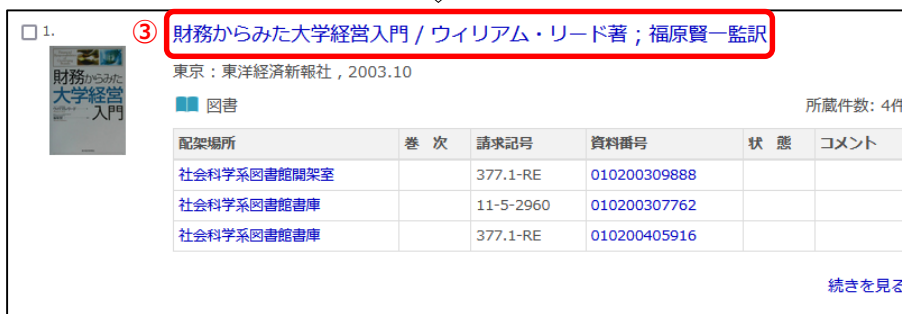 1.
③ 財務からみた大学経営入門 / ウィリアム・リード著 ; 福原賢一監訳
財務からみた
大学経営
入門
東京 : 東洋経済新報社 , 2003.10
図書
所蔵件数: 4件
配架場所 巻 次 請求記号 資料番号 状 態 コメント
社会科学系図書館開架室 377.1-RE 010200309888
社会科学系図書館書庫 11-5-2960 010200307762
社会科学系図書館書庫 377.1-RE 010200405916
続きを見る